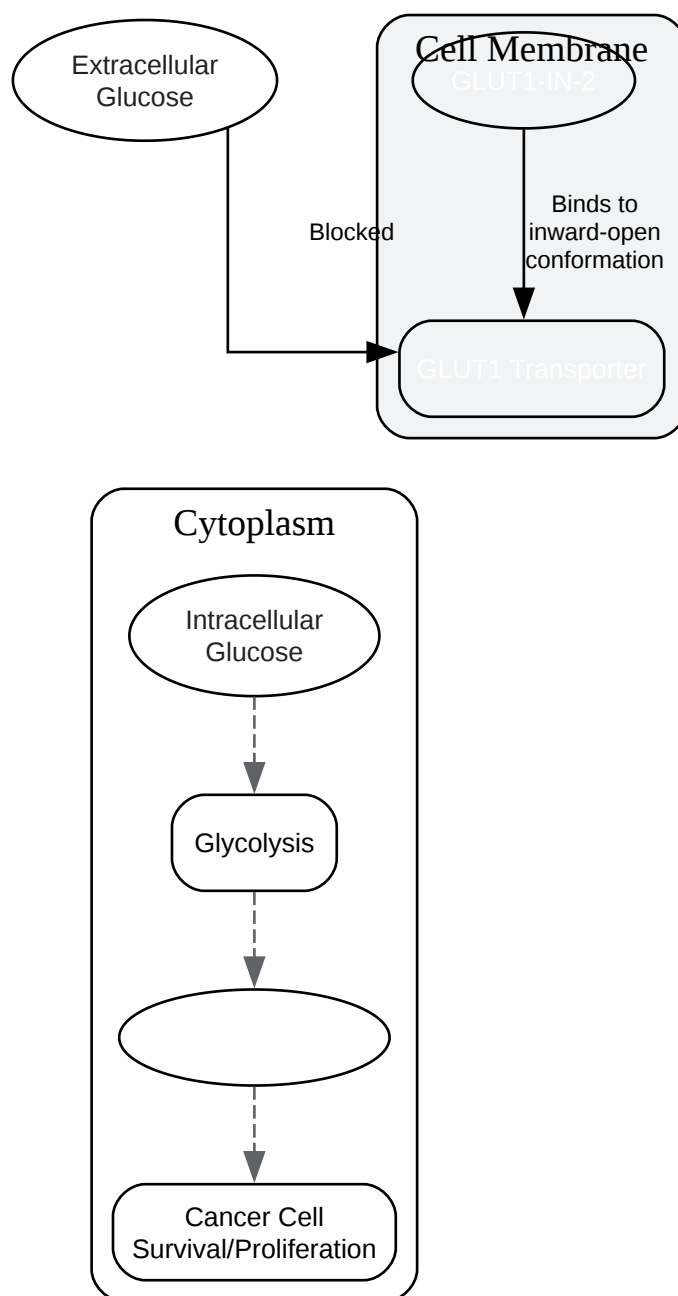 Extracellular
Glucose
Cell Membrane
GLUT1-IN-2
Blocked
Binds to
inward-open
conformation
GLUT1 Transporter
Cytoplasm
Intracellular
Glucose
Glycolysis
Cancer Cell
Survival/Proliferation